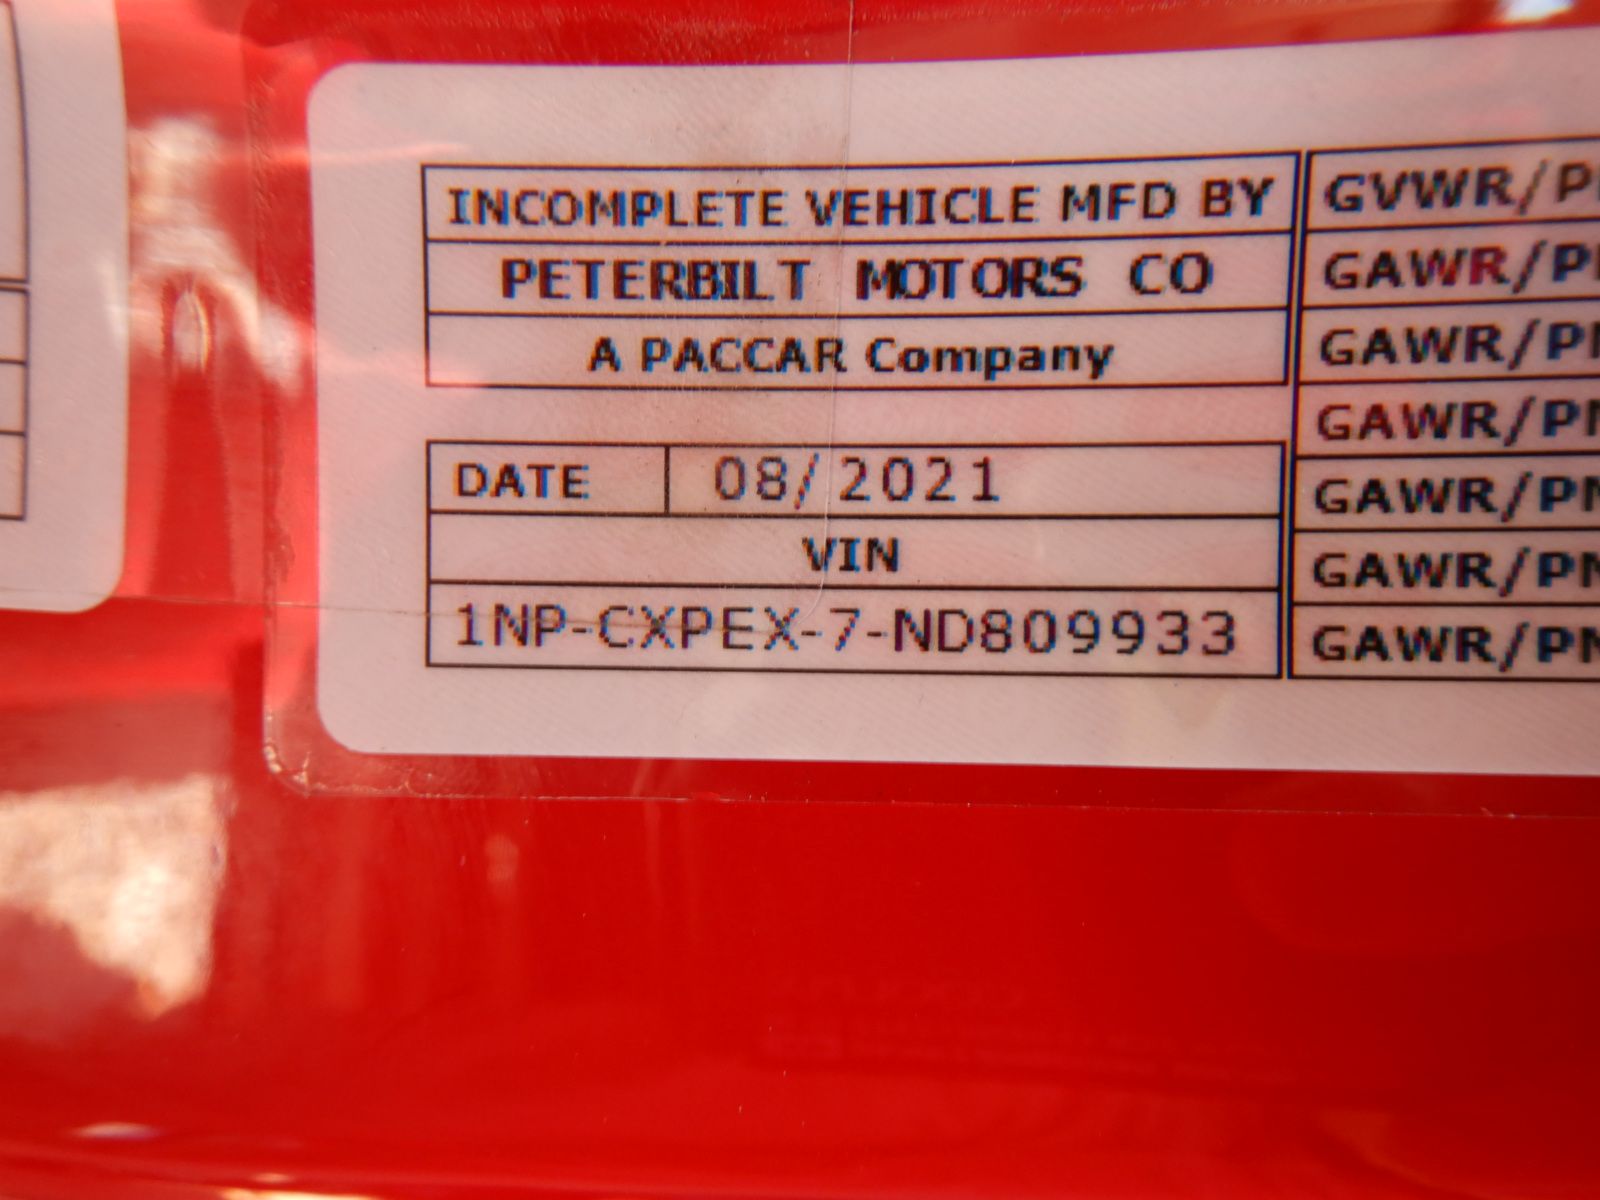 INCOMPLETE VEHICLE MFD BY
PETERBILT MOTORS CO
A PACCAR Company
DATE 08/2021
VIN
1NP-CXPEX-7-ND809933
GVWR/P
GAWR/P
GAWR/P
GAWR/PN
GAWR/PN
GAWR/PN
GAWR/PN